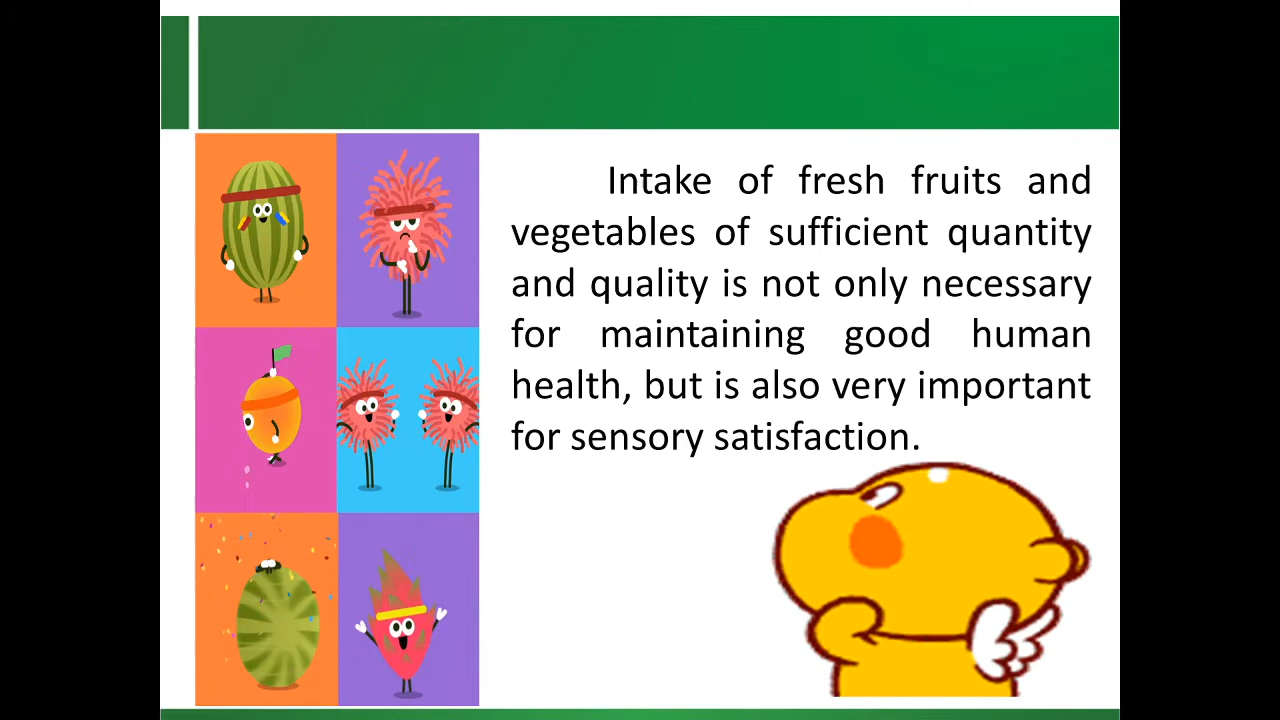 Intake of fresh fruits and
vegetables of sufficient quantity
and quality is not only necessary
for maintaining good human
health, but is also very important
for sensory satisfaction.